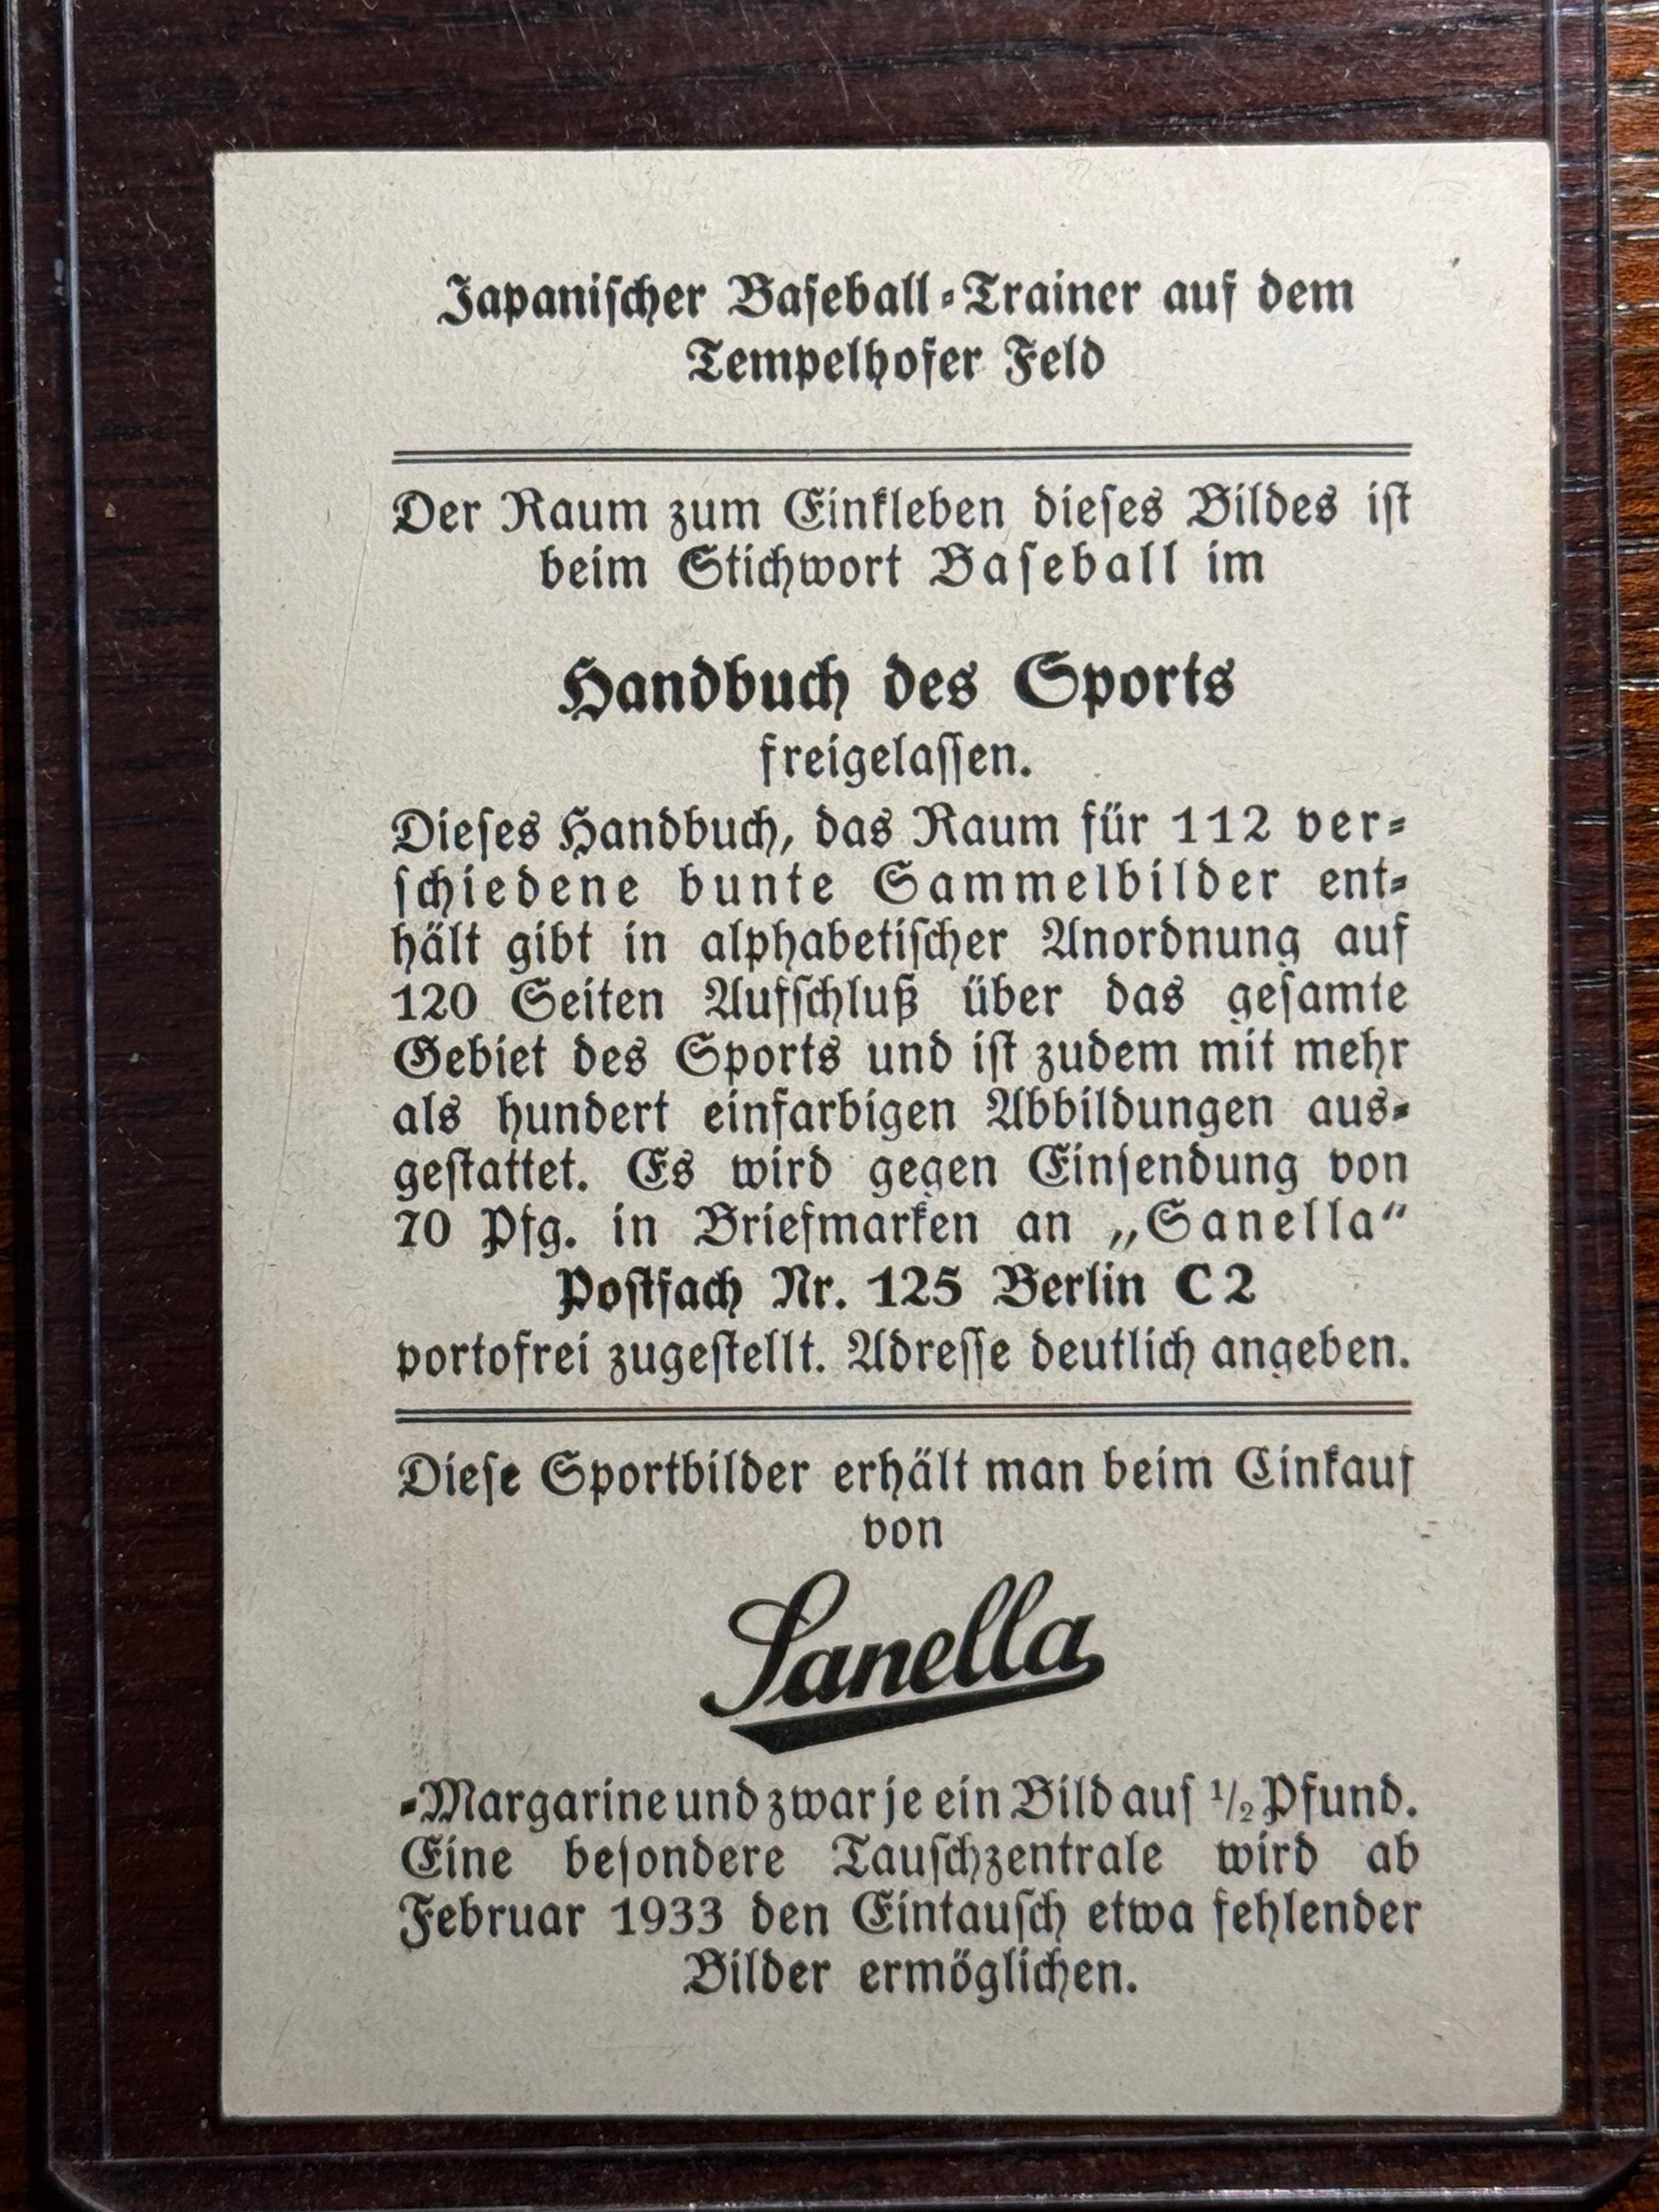 Japanischer Baseball-Trainer auf dem
Tempelhofer Feld
Der Raum zum Einkleben dieses Bildes ist
beim Stichwort Baseball im
Handbuch des Sports
freigelassen.
Dieses Handbuch, das Raum für 112 ver-
schiedene bunte Sammelbilder ent-
hält gibt in alphabetischer Anordnung auf
120 Seiten Aufschluß über das gesamte
Gebiet des Sports und ist zudem mit mehr
als hundert einfarbigen Abbildungen aus-
gestattet. Es wird gegen Einsendung von
70 Pfg. in Briefmarken an „Sanella“
Postfach Nr. 125 Berlin C 2
portofrei zugestellt. Adresse deutlich angeben.
Diese Sportbilder erhält man beim Einkauf
von
Sanella
-Margarine und zwar je ein Bild auf 1/2 Pfund.
Eine besondere Tauschzentrale wird ab
Februar 1933 den Eintausch etwa fehlender
Bilder ermöglichen.